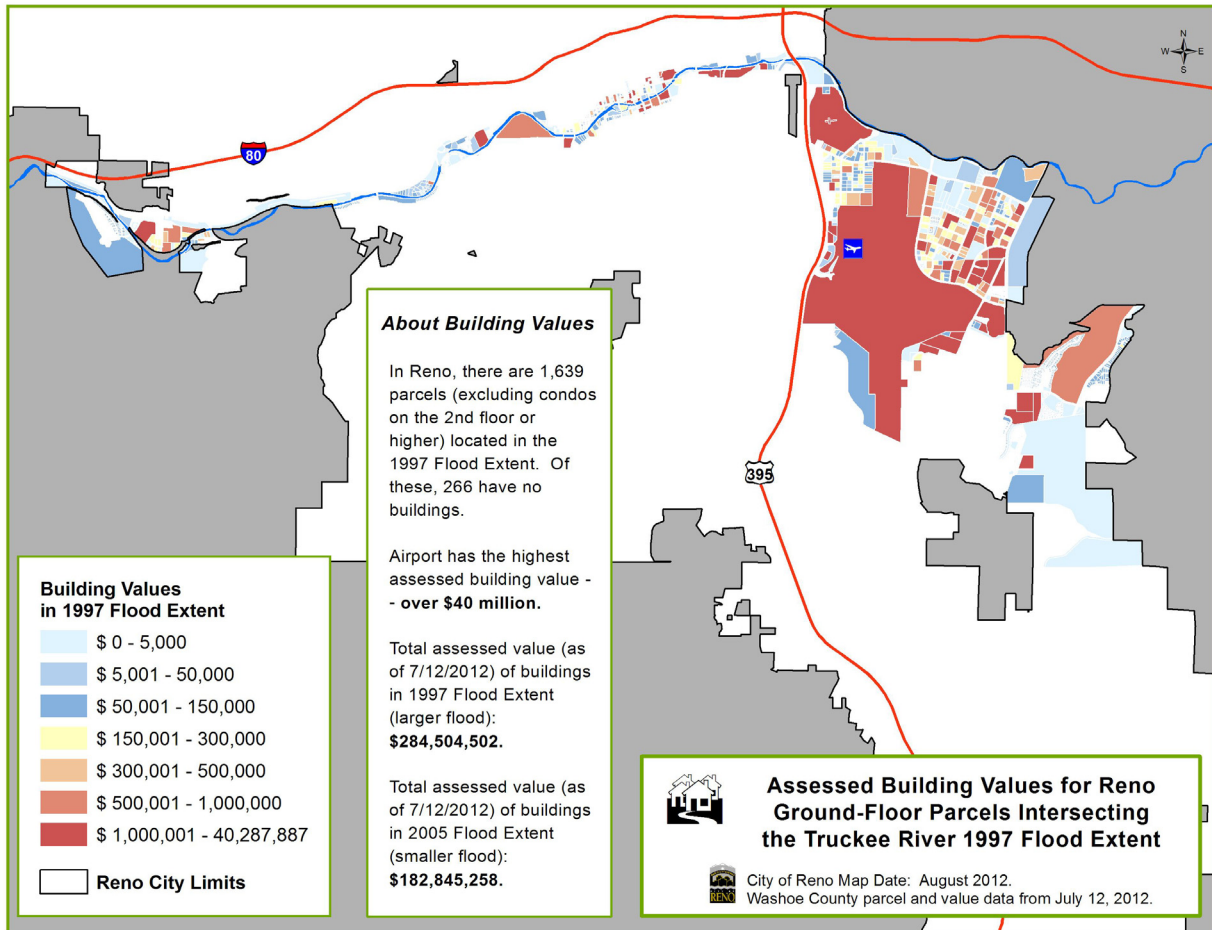 N
W E
S
80
395
About Building Values
In Reno, there are 1,639
parcels (excluding condos
on the 2nd floor or
higher) located in the
1997 Flood Extent. Of
these, 266 have no
buildings.
Airport has the highest
assessed building value -
- over $40 million.
Total assessed value (as
of 7/12/2012) of buildings
in 1997 Flood Extent
(larger flood):
$284,504,502.
Total assessed value (as
of 7/12/2012) of buildings
in 2005 Flood Extent
(smaller flood):
$182,845,258.
Building Values
in 1997 Flood Extent
$ 0 - 5,000
$ 5,001 - 50,000
$ 50,001 - 150,000
$ 150,001 - 300,000
$ 300,001 - 500,000
$ 500,001 - 1,000,000
$ 1,000,001 - 40,287,887
Reno City Limits
Assessed Building Values for Reno
Ground-Floor Parcels Intersecting
the Truckee River 1997 Flood Extent
RENO
City of Reno Map Date: August 2012.
Washoe County parcel and value data from July 12, 2012.